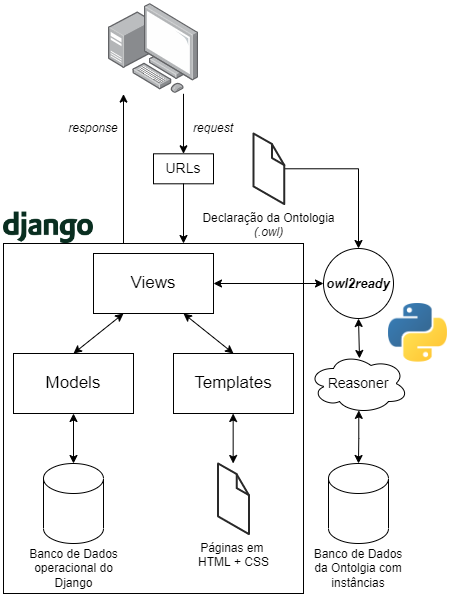 response
request
URLs
Declaração da Ontologia
(.owl)
django
Views
owl2ready
Models
Templates
Reasoner
Banco de Dados
operacional do
Django
Páginas em
HTML + CSS
Banco de Dados
da Ontolgia com
instâncias